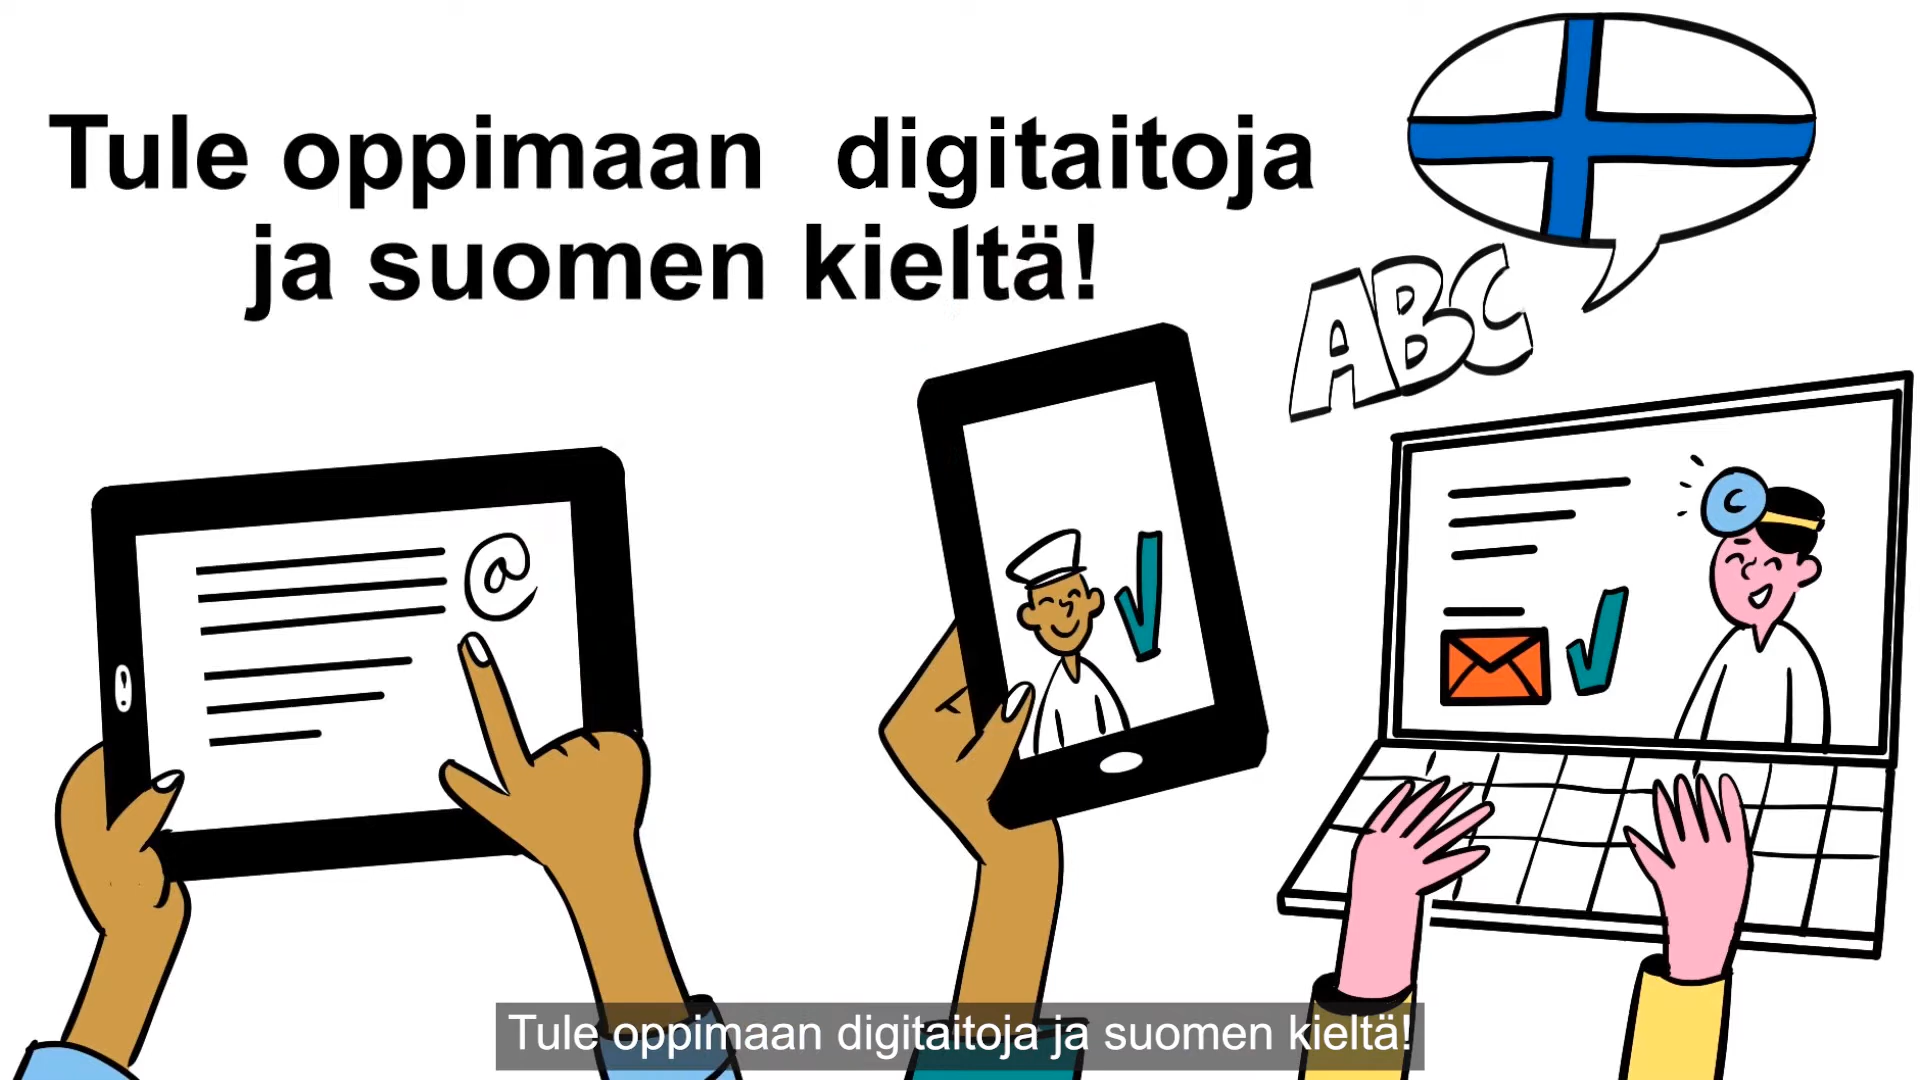 Tule oppimaan digitaitoja
ja suomen kieltä!
ABC
@
Tule oppimaan digitaitoja ja suomen kieltä!